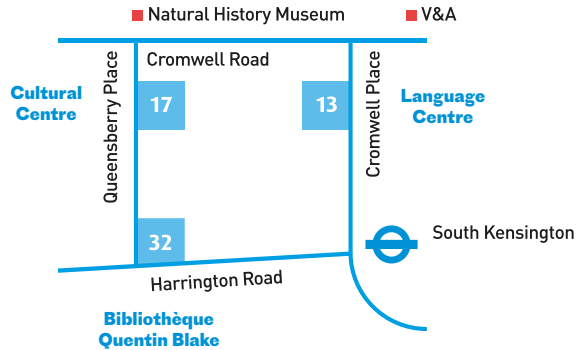 Natural History Museum
V&A
Cromwell Road
Queensberry Place
Cromwell Place
Cultural
Centre
17
13
Language
Centre
32
South Kensington
Harrington Road
Bibliothèque
Quentin Blake